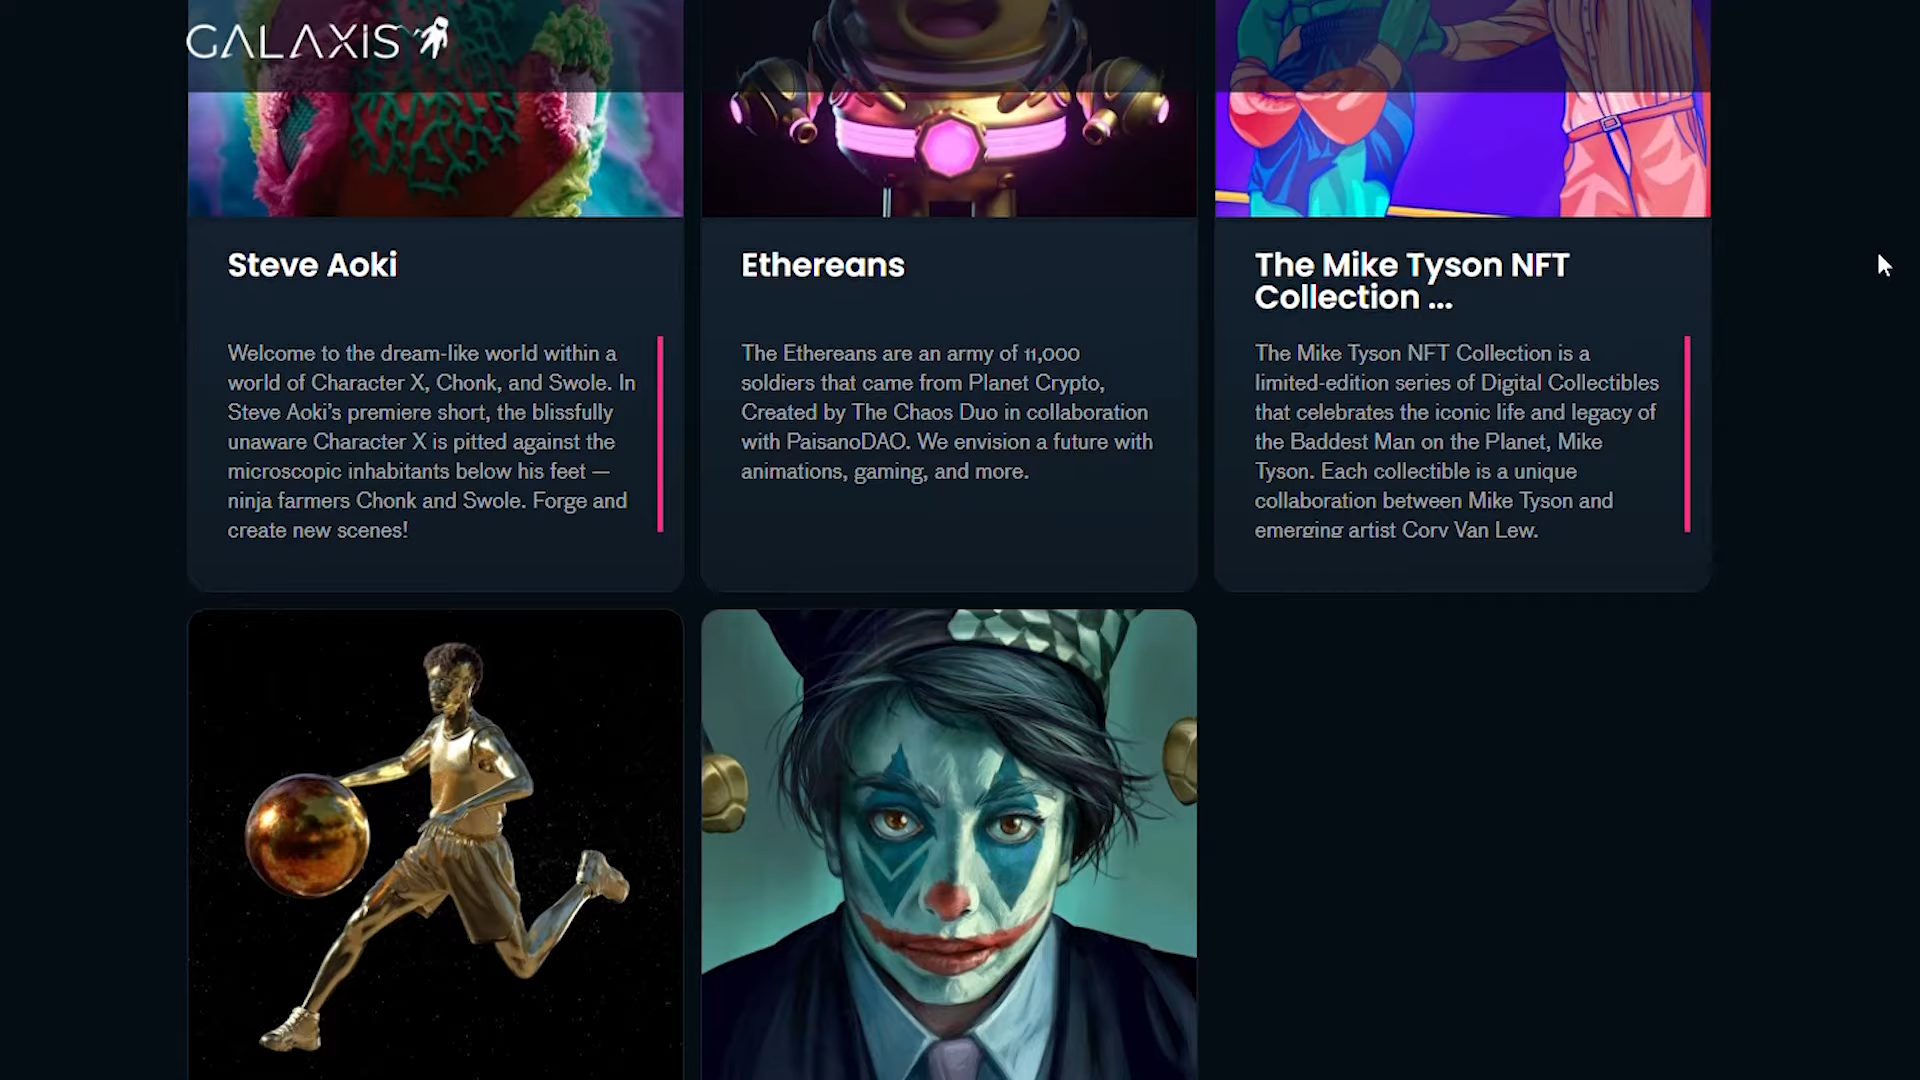 GALAXIS
Steve Aoki
Welcome to the dream-like world within a
world of Character X, Chonk, and Swole. In
Steve Aoki’s premiere short, the blissfully
unaware Character X is pitted against the
microscopic inhabitants below his feet —
ninja farmers Chonk and Swole. Forge and
create new scenes!
Ethereans
The Ethereans are an army of 11,000
soldiers that came from Planet Crypto,
Created by The Chaos Duo in collaboration
with PaisanoDAO. We envision a future with
animations, gaming, and more.
The Mike Tyson NFT
Collection ...
The Mike Tyson NFT Collection is a
limited-edition series of Digital Collectibles
that celebrates the iconic life and legacy of
the Baddest Man on the Planet, Mike
Tyson. Each collectible is a unique
collaboration between Mike Tyson and
emerging artist Cory Van Lew.